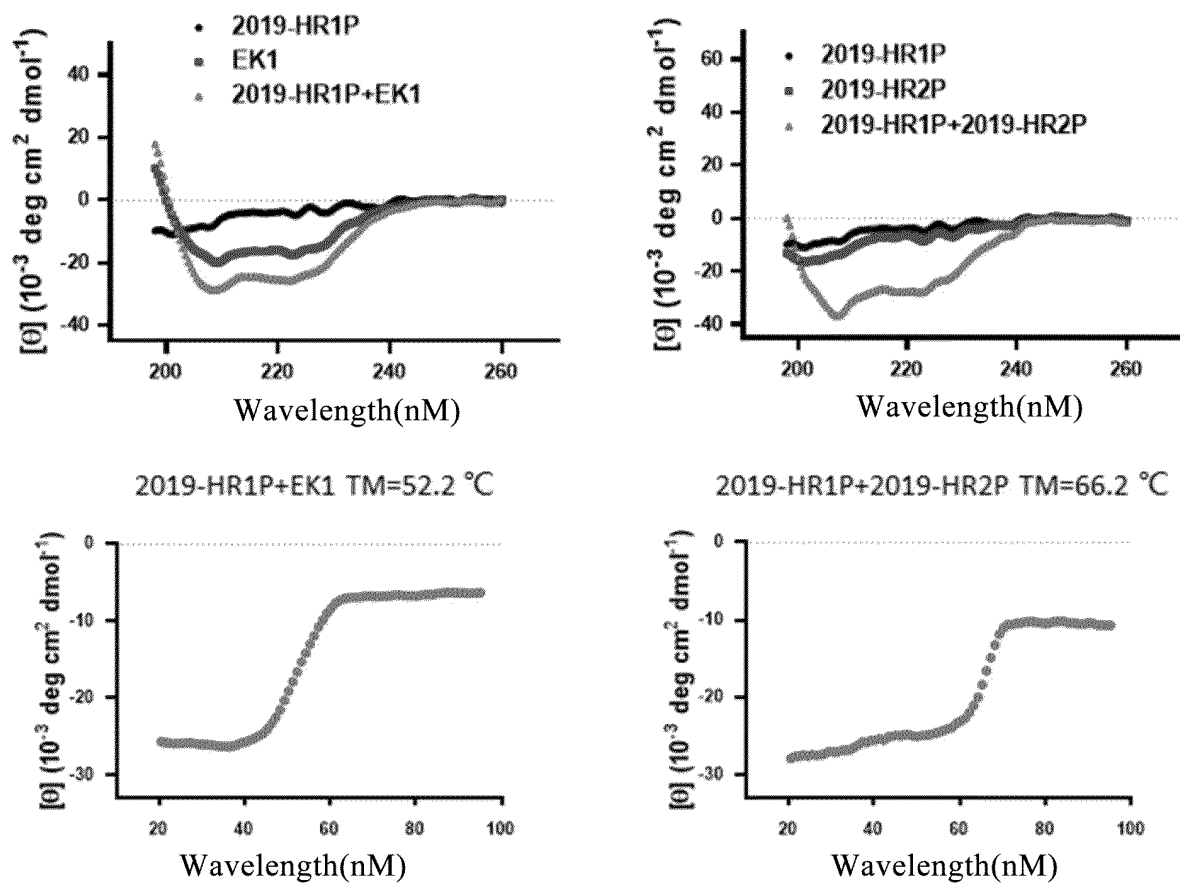 2019-HR1P
EK1
2019-HR1P+EK1
[θ] (10-3 deg cm2 dmol-1)
40
20
0
-20
-40
200
220
240
260
Wavelength(nM)
2019-HR1P
2019-HR2P
2019-HR1P+2019-HR2P
[θ] (10-3 deg cm2 dmol-1)
60
40
20
0
-20
-40
200
220
240
260
Wavelength(nM)
2019-HR1P+EK1 TM=52.2 ℃
[θ] (10-3 deg cm2 dmol-1)
0
-10
-20
-30
20
40
60
80
100
Wavelength(nM)
2019-HR1P+2019-HR2P TM=66.2 ℃
[θ] (10-3 deg cm2 dmol-1)
0
-10
-20
-30
20
40
60
80
100
Wavelength(nM)